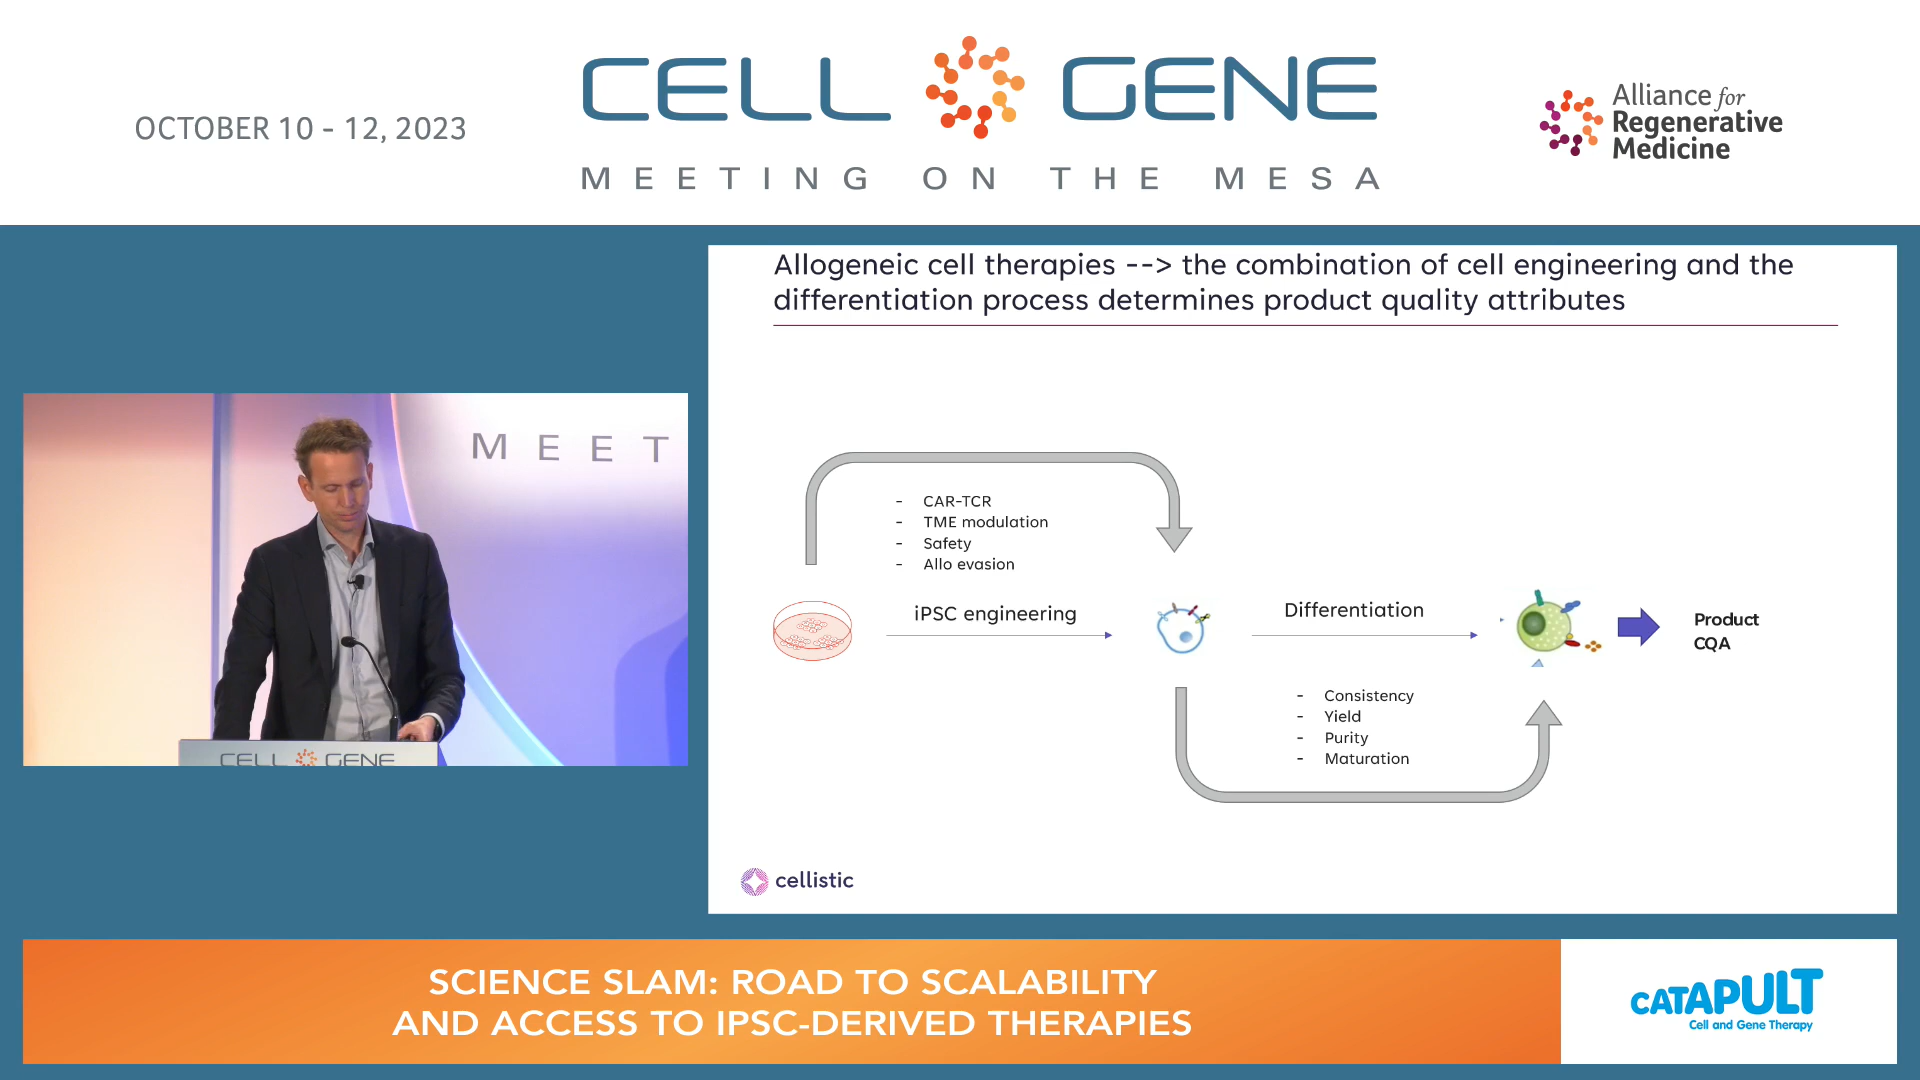 OCTOBER 10 - 12, 2023
CELL GENE
MEETING ON THE MESA
Alliance for
Regenerative
Medicine
MEET
CELL GENE
Allogeneic cell therapies --> the combination of cell engineering and the
differentiation process determines product quality attributes
- CAR-TCR
- TME modulation
- Safety
- Allo evasion
iPSC engineering
Differentiation
Product
CQA
- Consistency
- Yield
- Purity
- Maturation
cellistic
SCIENCE SLAM: ROAD TO SCALABILITY
AND ACCESS TO IPSC-DERIVED THERAPIES
CATAPULT
Cell and Gene Therapy